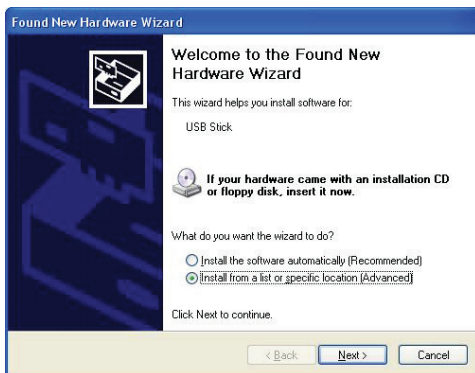 Found New Hardware Wizard
Welcome to the Found New
Hardware Wizard
This wizard helps you install software for:
USB Stick
If your hardware came with an installation CD
or floppy disk, insert it now.
What do you want the wizard to do?
Install the software automatically (Recommended)
Install from a list or specific location (Advanced)
Click Next to continue.
< Back Next > Cancel